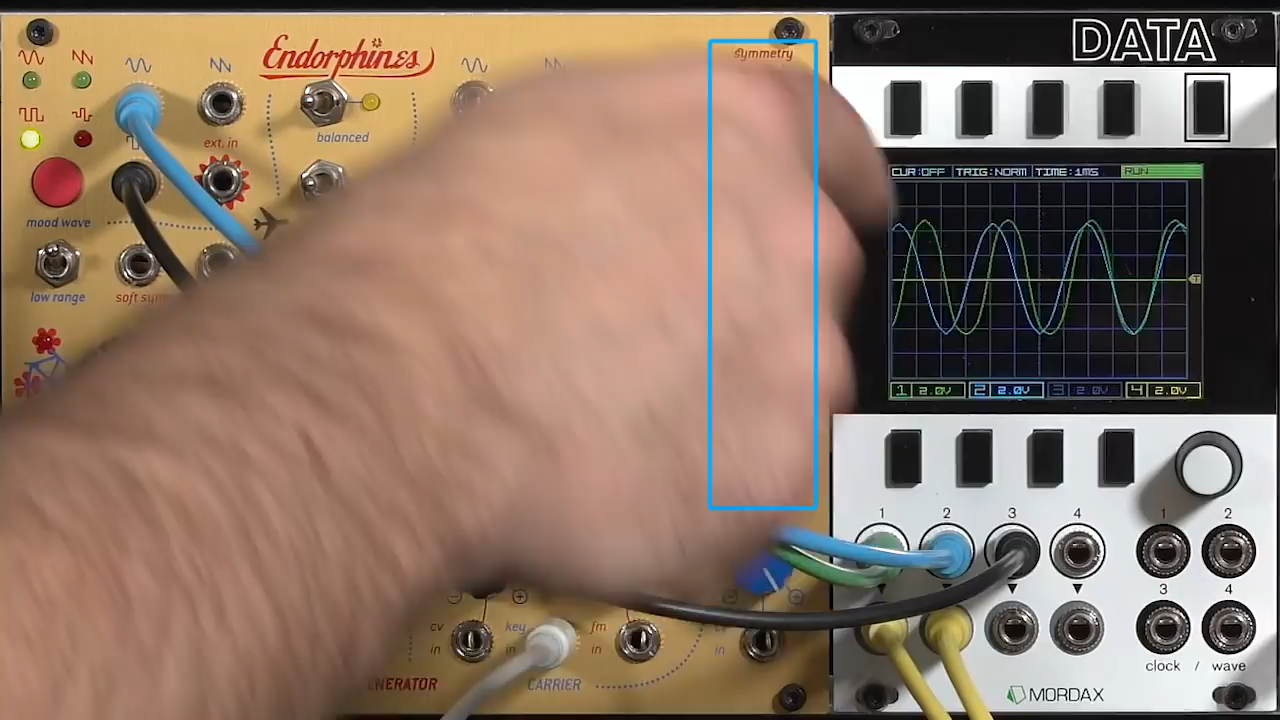 Endorphin.es
DATA
symmetry
ext. in
balanced
mood wave
low range
soft sy
CUR:OFF TRIG:NORM TIME:1MS RUN
1 2.0V 2 2.0V 3 2.0V 4 2.0V
1 2 3 4 1 2
3 4
clock / wave
cv key fm
in in in in
NERATOR CARRIER
MORDAX